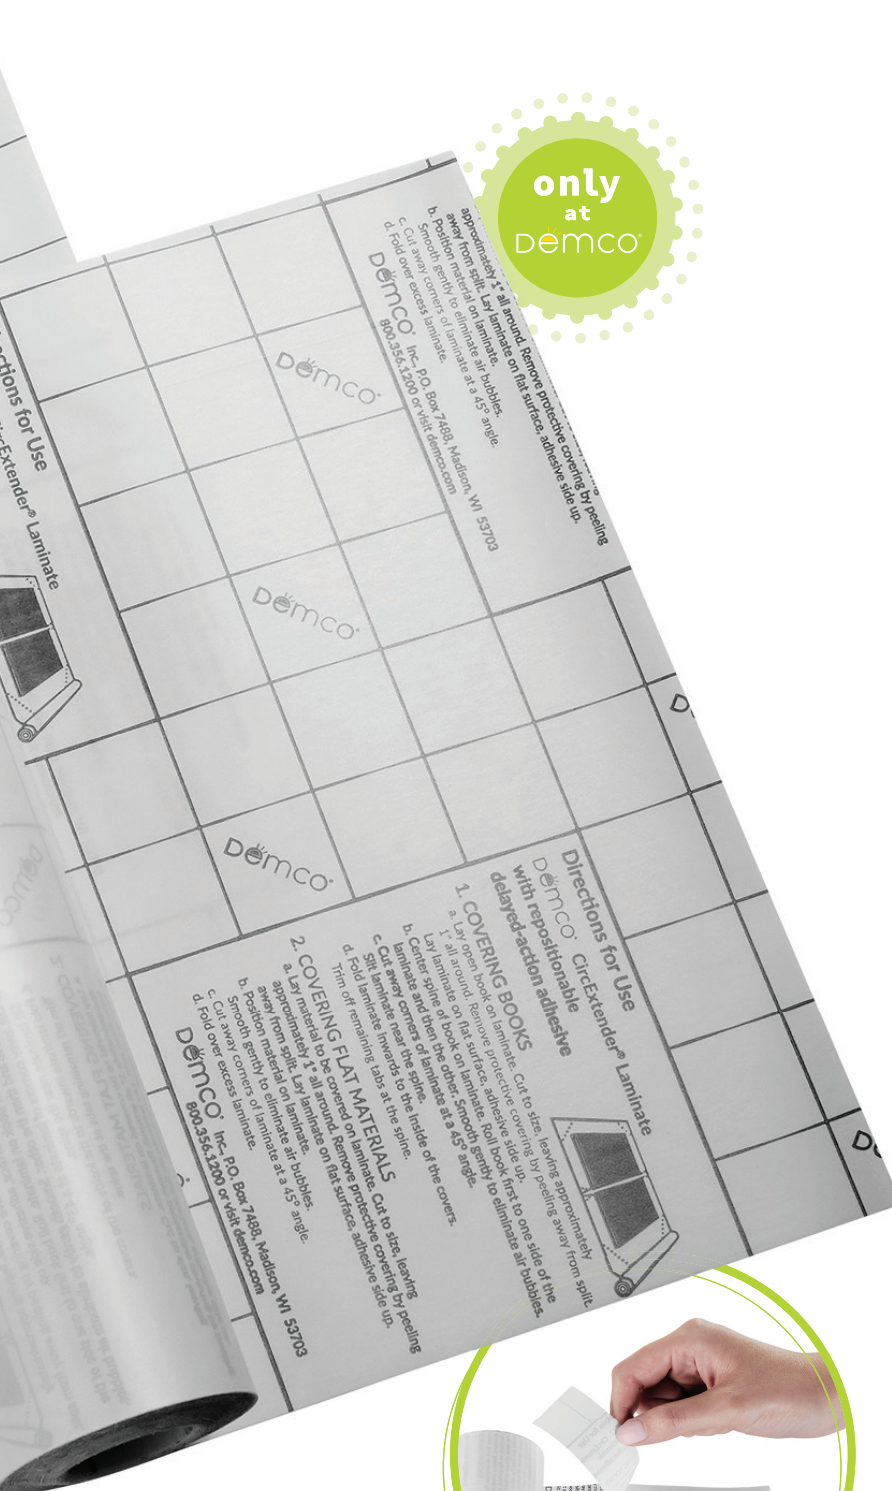 only
at
Demco®
approximately 1" all around. Remove protective covering by peeling
away from split. Lay laminate on flat surface, adhesive side up.
b. Position material on laminate.
Smooth gently to eliminate air bubbles.
c. Cut away corners of laminate at a 45° angle.
d. Fold over excess laminate.
Demco® Inc., P.O. Box 7488, Madison, WI 53703
800.356.1200 or visit demco.com
Demco®
Demco®
Demco®
Directions for Use
CircExtender® Laminate
Directions for Use
Demco® CircExtender® Laminate
with repositionable
delayed-action adhesive
1. COVERING BOOKS
a. Lay open book on laminate. Cut to size, leaving approximately
1" all around. Remove protective covering by peeling away from split.
Lay laminate on flat surface, adhesive side up.
b. Center spine of book on laminate. Roll book first to one side of the
laminate and then the other. Smooth gently to eliminate air bubbles.
c. Cut away corners of laminate at a 45° angle.
Slit laminate near the spine.
d. Fold laminate inwards to the inside of the covers.
Trim off remaining tabs at the spine.
2. COVERING FLAT MATERIALS
a. Lay material to be covered on laminate. Cut to size, leaving
approximately 1" all around. Remove protective covering by peeling
away from split. Lay laminate on flat surface, adhesive side up.
b. Position material on laminate.
Smooth gently to eliminate air bubbles.
c. Cut away corners of laminate at a 45° angle.
d. Fold over excess laminate.
Demco® Inc., P.O. Box 7488, Madison, WI 53703
800.356.1200 or visit demco.com